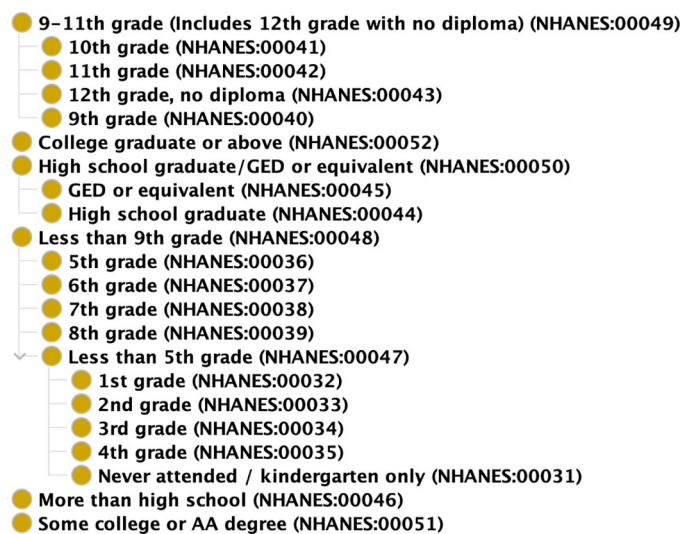 9-11th grade (Includes 12th grade with no diploma) (NHANES:00049)
10th grade (NHANES:00041)
11th grade (NHANES:00042)
12th grade, no diploma (NHANES:00043)
9th grade (NHANES:00040)
College graduate or above (NHANES:00052)
High school graduate/GED or equivalent (NHANES:00050)
GED or equivalent (NHANES:00045)
High school graduate (NHANES:00044)
Less than 9th grade (NHANES:00048)
5th grade (NHANES:00036)
6th grade (NHANES:00037)
7th grade (NHANES:00038)
8th grade (NHANES:00039)
Less than 5th grade (NHANES:00047)
1st grade (NHANES:00032)
2nd grade (NHANES:00033)
3rd grade (NHANES:00034)
4th grade (NHANES:00035)
Never attended / kindergarten only (NHANES:00031)
More than high school (NHANES:00046)
Some college or AA degree (NHANES:00051)